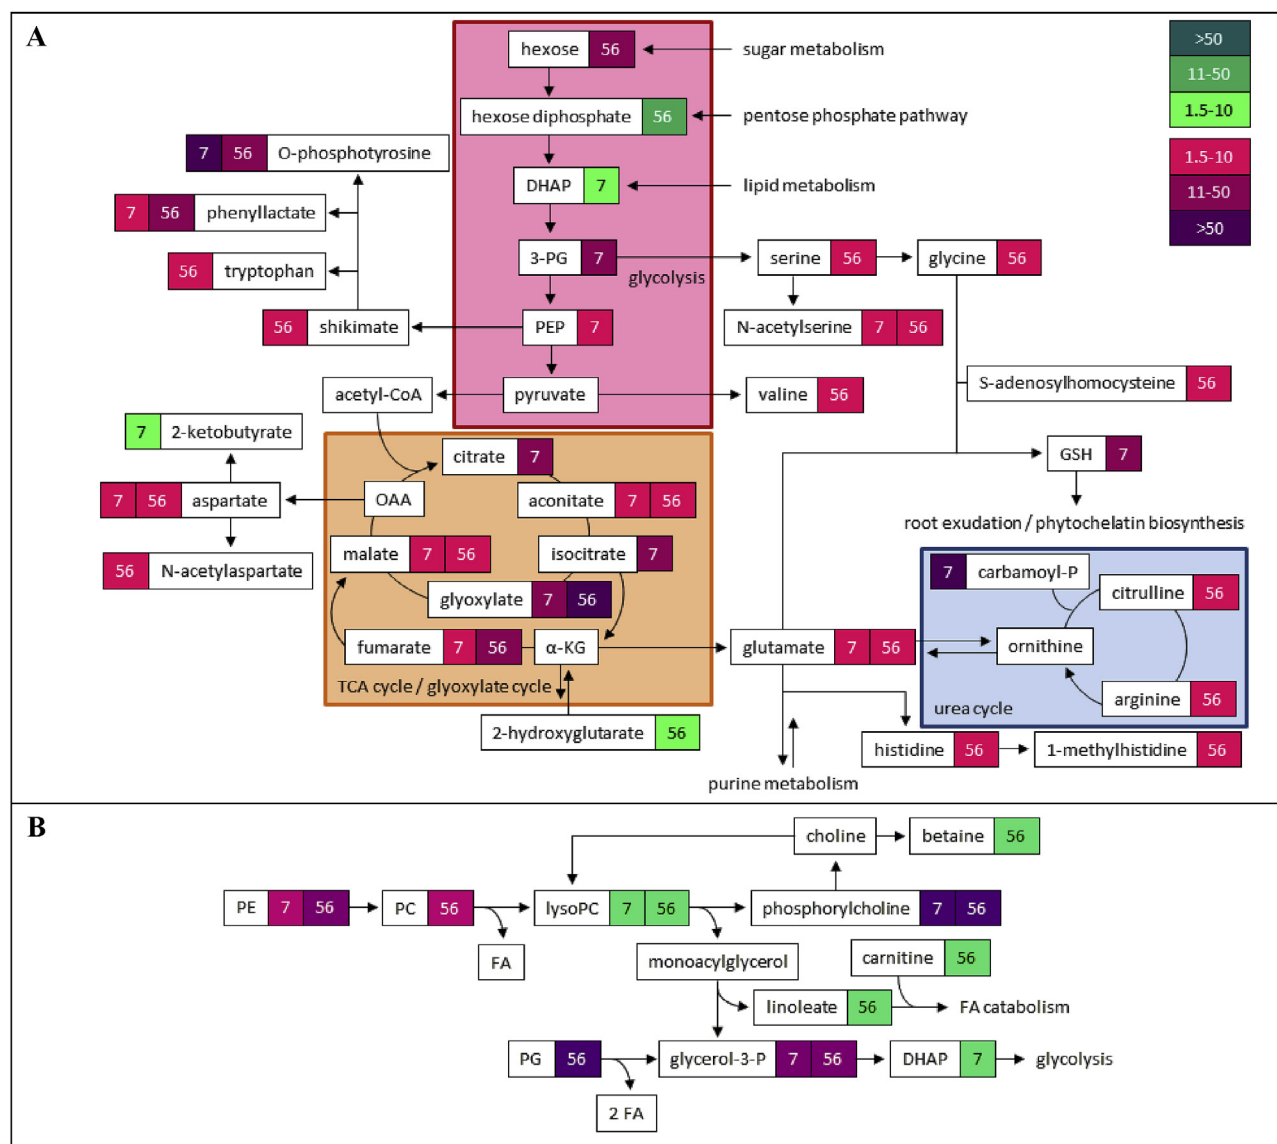 A
hexose 56
sugar metabolism
>50
11-50
1.5-10
1.5-10
11-50
>50
hexose diphosphate 56
pentose phosphate pathway
7 56 O-phosphotyrosine
DHAP 7
lipid metabolism
7 56 phenyllactate
3-PG 7
glycolysis
serine 56
glycine 56
56 tryptophan
56 shikimate
PEP 7
N-acetylserine 7 56
acetyl-CoA
pyruvate
valine 56
S-adenosylhomocysteine 56
7 2-ketobutyrate
citrate 7
GSH 7
7 56 aspartate
OAA
aconitate 7 56
root exudation / phytochelatin biosynthesis
malate 7 56
isocitrate 7
56 N-acetylaspartate
glyoxylate 7 56
7 carbamoyl-P
citrulline 56
fumarate 7 56
α-KG
glutamate 7 56
ornithine
TCA cycle / glyoxylate cycle
arginine 56
urea cycle
2-hydroxyglutarate 56
histidine 56
1-methylhistidine 56
purine metabolism
B
choline
betaine 56
PE 7 56
PC 56
lysoPC 7 56
phosphorylcholine 7 56
FA
monoacylglycerol
carnitine 56
linoleate 56
FA catabolism
PG 56
glycerol-3-P 7 56
DHAP 7
glycolysis
2 FA